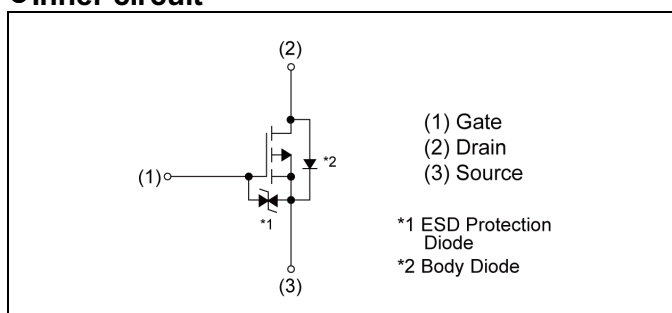 Inner circuit
(2)
(1) Gate
(2) Drain
(3) Source
*2
(1)
*1
*1 ESD Protection
Diode
*2 Body Diode
(3)